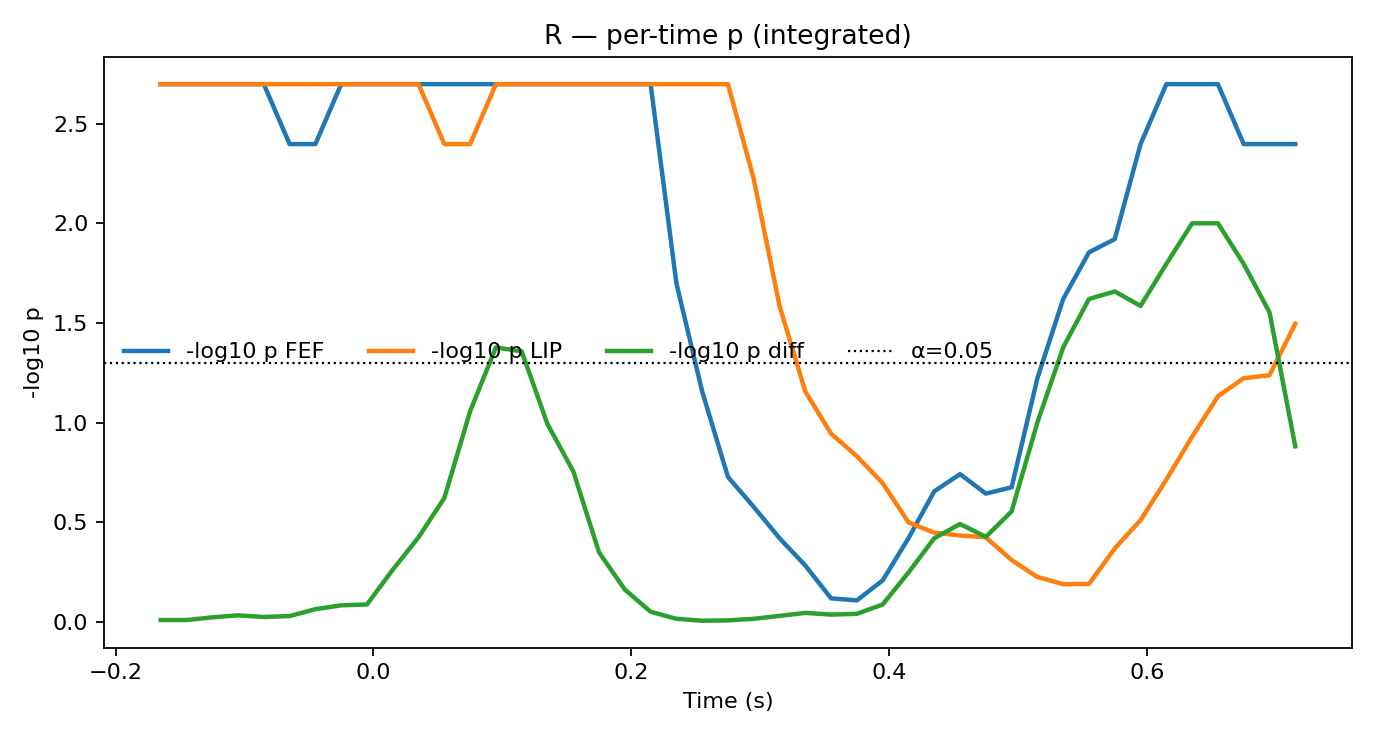 R — per-time p (integrated)
-log10 p
2.5
2.0
1.5
1.0
0.5
0.0
-log10 p FEF
-log10 p LIP
-log10 p diff
α=0.05
−0.2
0.0
0.2
0.4
0.6
Time (s)